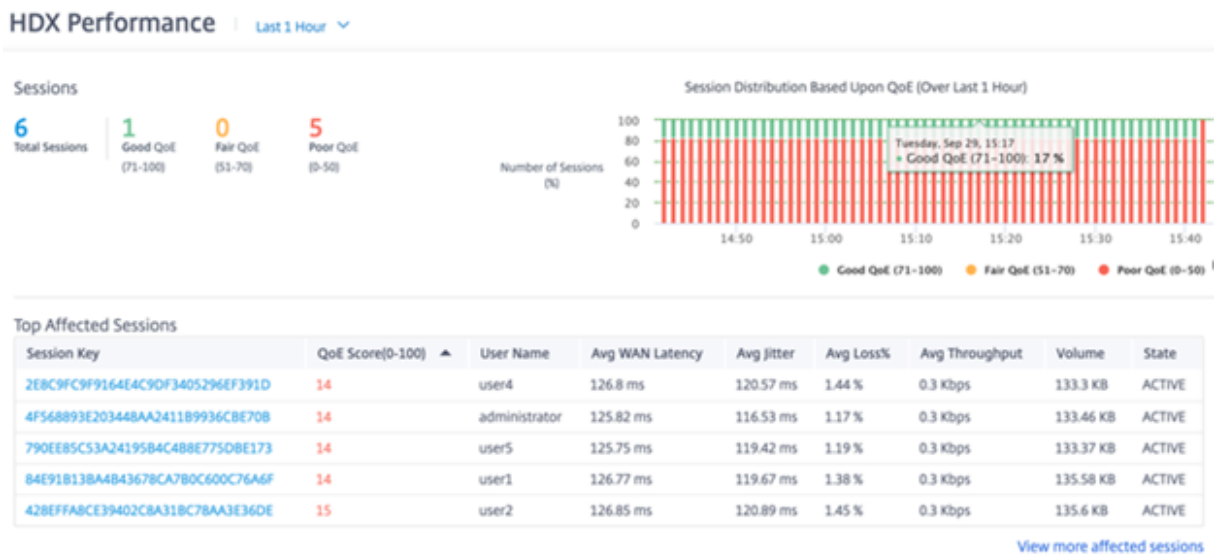 HDX Performance Last 1 Hour
Sessions
6
Total Sessions
1
Good QoE
(71-100)
0
Fair QoE
(51-70)
5
Poor QoE
(0-50)
Session Distribution Based Upon QoE (Over Last 1 Hour)
Number of Sessions
(%)
100
80
60
40
20
0
Tuesday, Sep 29, 15:17
Good QoE (71-100): 17 %
14:50 15:00 15:10 15:20 15:30 15:40
Good QoE (71-100) Fair QoE (51-70) Poor QoE (0-50)
Top Affected Sessions
Session Key QoE Score(0-100) User Name Avg WAN Latency Avg Jitter Avg Loss% Avg Throughput Volume State
2E8C9FC9F9164E4C9DF3405296EF391D 14 user4 126.8 ms 120.57 ms 1.44 % 0.3 Kbps 133.3 KB ACTIVE
4F568893E203448AA2411B9936CBE70B 14 administrator 125.82 ms 116.53 ms 1.17 % 0.3 Kbps 133.46 KB ACTIVE
790EE85C53A24195B4C4B8E775DBE173 14 user5 125.75 ms 119.42 ms 1.19 % 0.3 Kbps 133.37 KB ACTIVE
84E91B13BA4B43678CA7B0C600C76A6F 14 user1 126.77 ms 119.67 ms 1.38 % 0.3 Kbps 135.58 KB ACTIVE
428EFFA8CE39402C8A31BC78AA3E36DE 15 user2 126.85 ms 120.89 ms 1.45 % 0.3 Kbps 135.6 KB ACTIVE
View more affected sessions